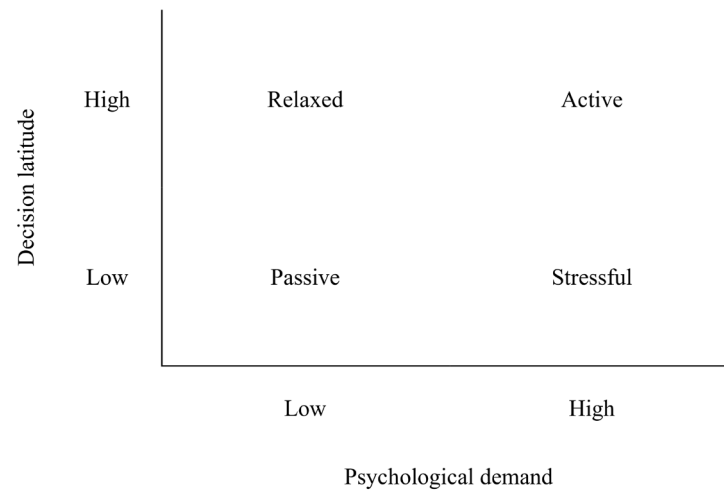 Decision latitude
High
Relaxed
Active
Low
Passive
Stressful
Low
High
Psychological demand